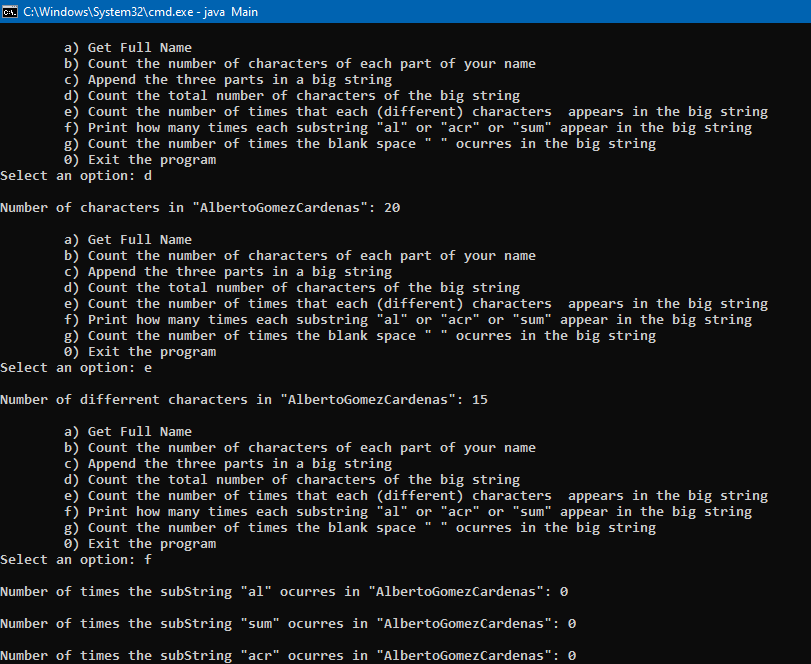 C:\Windows\System32\cmd.exe - java Main
a) Get Full Name
b) Count the number of characters of each part of your name
c) Append the three parts in a big string
d) Count the total number of characters of the big string
e) Count the number of times that each (different) characters  appears in the big string
f) Print how many times each substring "al" or "acr" or "sum" appear in the big string
g) Count the number of times the blank space " " ocurres in the big string
0) Exit the program
Select an option: d
Number of characters in "AlbertoGomezCardenas": 20
a) Get Full Name
b) Count the number of characters of each part of your name
c) Append the three parts in a big string
d) Count the total number of characters of the big string
e) Count the number of times that each (different) characters  appears in the big string
f) Print how many times each substring "al" or "acr" or "sum" appear in the big string
g) Count the number of times the blank space " " ocurres in the big string
0) Exit the program
Select an option: e
Number of differrent characters in "AlbertoGomezCardenas": 15
a) Get Full Name
b) Count the number of characters of each part of your name
c) Append the three parts in a big string
d) Count the total number of characters of the big string
e) Count the number of times that each (different) characters  appears in the big string
f) Print how many times each substring "al" or "acr" or "sum" appear in the big string
g) Count the number of times the blank space " " ocurres in the big string
0) Exit the program
Select an option: f
Number of times the subString "al" ocurres in "AlbertoGomezCardenas": 0
Number of times the subString "sum" ocurres in "AlbertoGomezCardenas": 0
Number of times the subString "acr" ocurres in "AlbertoGomezCardenas": 0